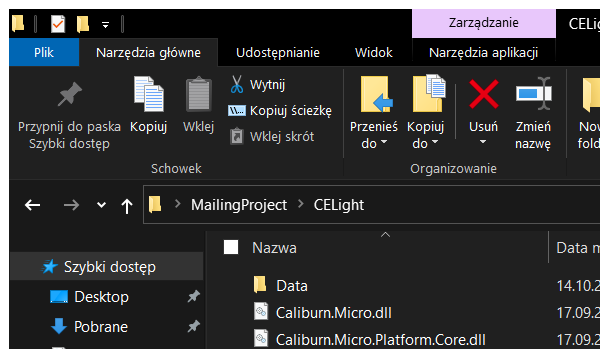 Zarządzanie
Plik Narzędzia główne Udostępnianie Widok Narzędzia aplikacji
Przypnij do paska Szybki dostęp
Kopiuj
Wklej
Wytnij
Kopiuj ścieżkę
Wklej skrót
Schowek
Przenieś do
Kopiuj do
Usuń
Zmień nazwę
Organizowanie
MailingProject CELight
Nazwa
Szybki dostęp
Desktop
Pobrane
Data
Caliburn.Micro.dll
Caliburn.Micro.Platform.Core.dll